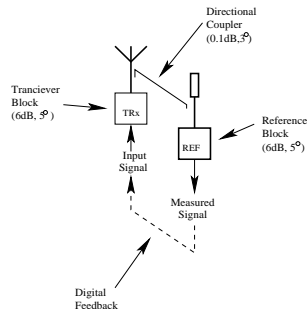 Directional
Coupler
(0.1dB,3°)
Tranciever
Block
(6dB, 5°)
TRx
REF
Reference
Block
(6dB, 5°)
Input
Signal
Measured
Signal
Digital
Feedback